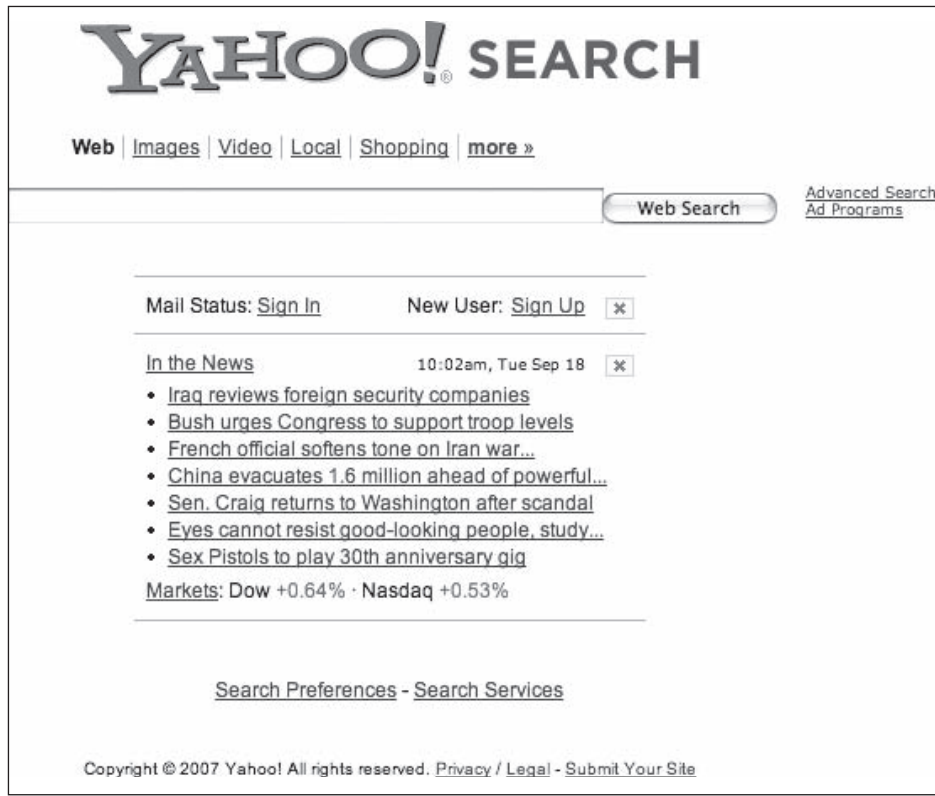 YAHOO!® SEARCH
Web | Images | Video | Local | Shopping | more »
Web Search
Advanced Search
Ad Programs
Mail Status: Sign In New User: Sign Up
In the News 10:02am, Tue Sep 18
• Iraq reviews foreign security companies
• Bush urges Congress to support troop levels
• French official softens tone on Iran war...
• China evacuates 1.6 million ahead of powerful...
• Sen. Craig returns to Washington after scandal
• Eyes cannot resist good-looking people, study...
• Sex Pistols to play 30th anniversary gig
Markets: Dow +0.64% · Nasdaq +0.53%
Search Preferences - Search Services
Copyright © 2007 Yahoo! All rights reserved. Privacy / Legal - Submit Your Site